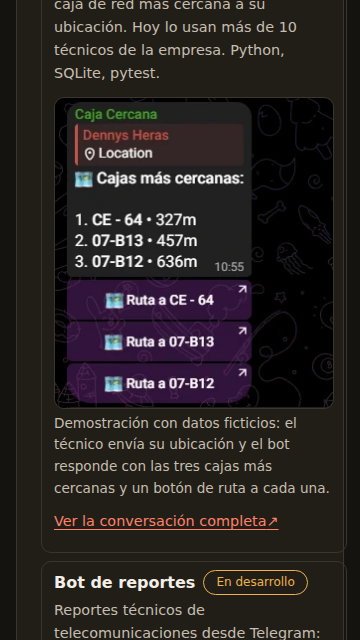 caja de red más cercana a su
ubicación. Hoy lo usan más de 10
técnicos de la empresa. Python,
SQLite, pytest.
Caja Cercana
Dennys Heras
Location
Cajas más cercanas:
1. CE - 64 • 327m
2. 07-B13 • 457m
3. 07-B12 • 636m
10:55
Ruta a CE - 64
Ruta a 07-B13
Ruta a 07-B12
Demostración con datos ficticios: el
técnico envía su ubicación y el bot
responde con las tres cajas más
cercanas y un botón de ruta a cada una.
Ver la conversación completa↗
Bot de reportes
En desarrollo
Reportes técnicos de
telecomunicaciones desde Telegram: